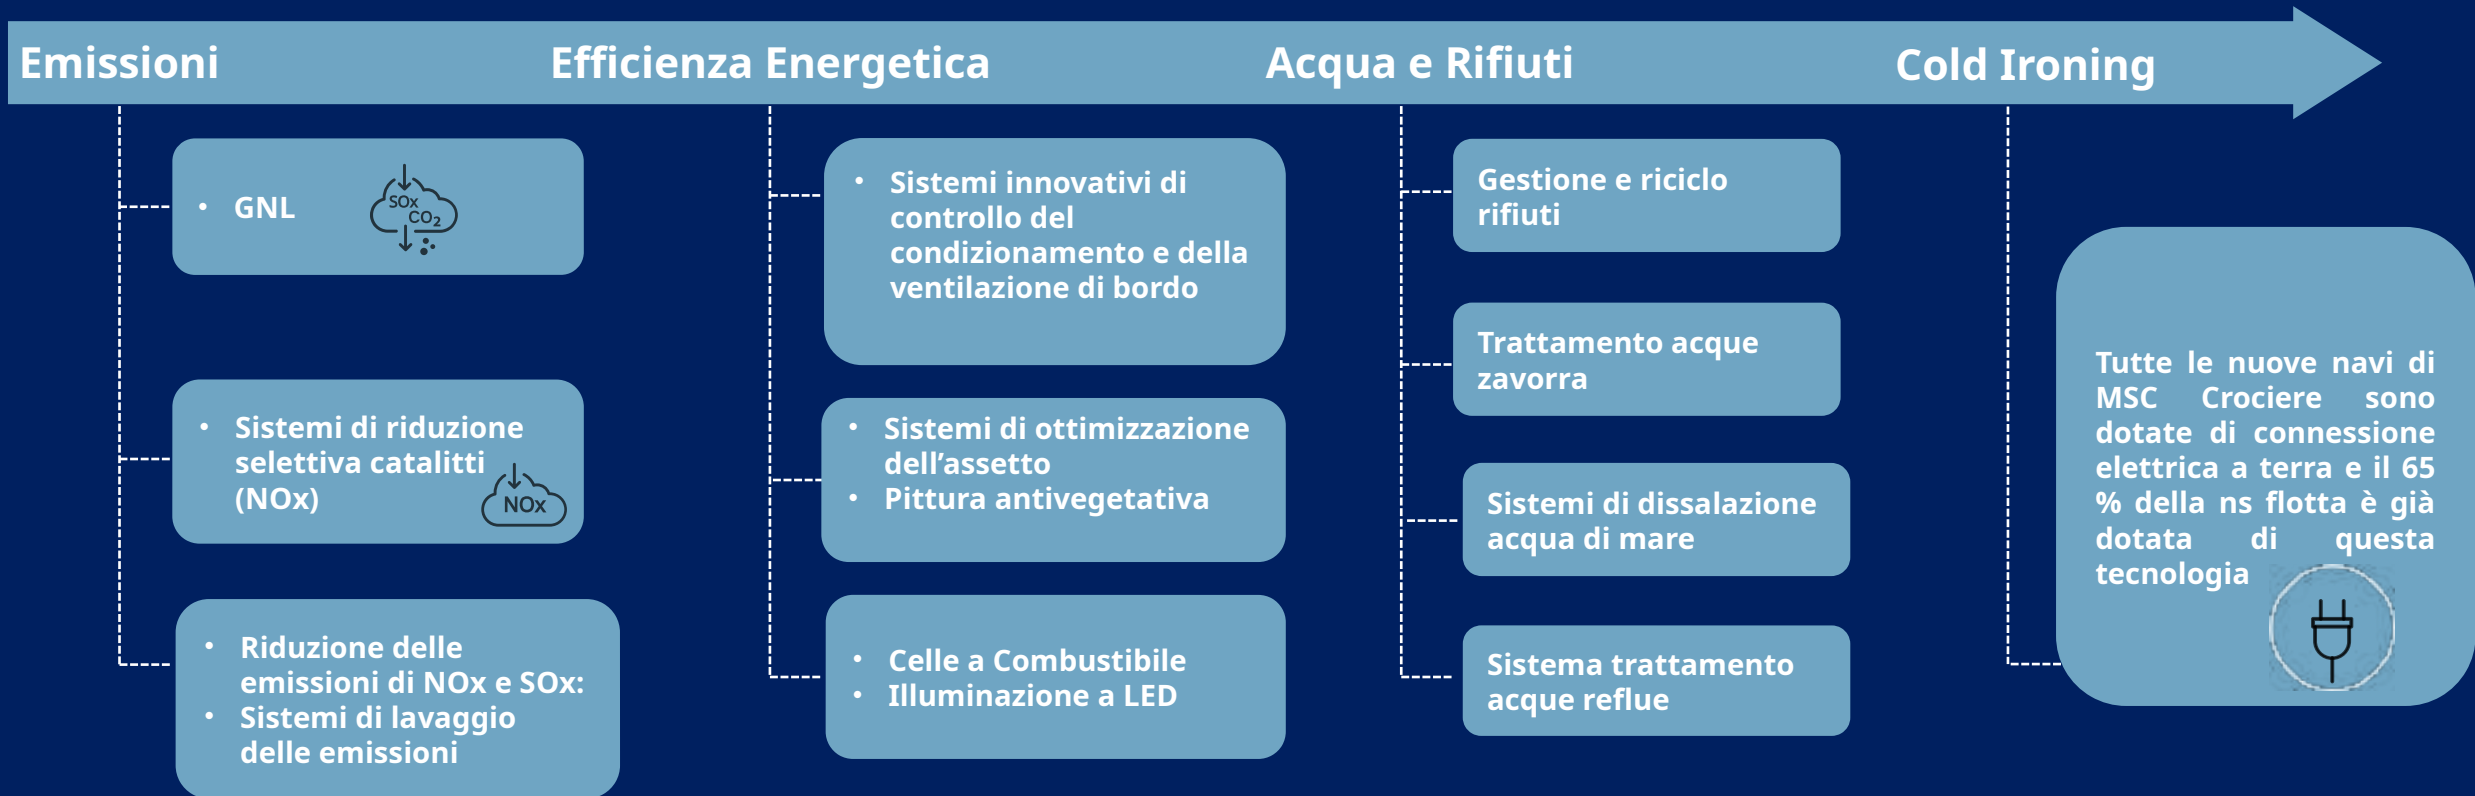 Emissioni
Efficienza Energetica
Acqua e Rifiuti
Cold Ironing
• GNL
SOx
CO2
• Sistemi di riduzione
selettiva catalitti
(NOx)
NOx
• Riduzione delle
emissioni di NOx e SOx:
• Sistemi di lavaggio
delle emissioni
• Sistemi innovativi di
controllo del
condizionamento e della
ventilazione di bordo
• Sistemi di ottimizzazione
dell’assetto
• Pittura antivegetativa
• Celle a Combustibile
• Illuminazione a LED
Gestione e riciclo
rifiuti
Trattamento acque
zavorra
Sistemi di dissalazione
acqua di mare
Sistema trattamento
acque reflue
Tutte le nuove navi di
MSC Crociere sono
dotate di connessione
elettrica a terra e il 65
% della ns flotta è già
dotata di questa
tecnologia